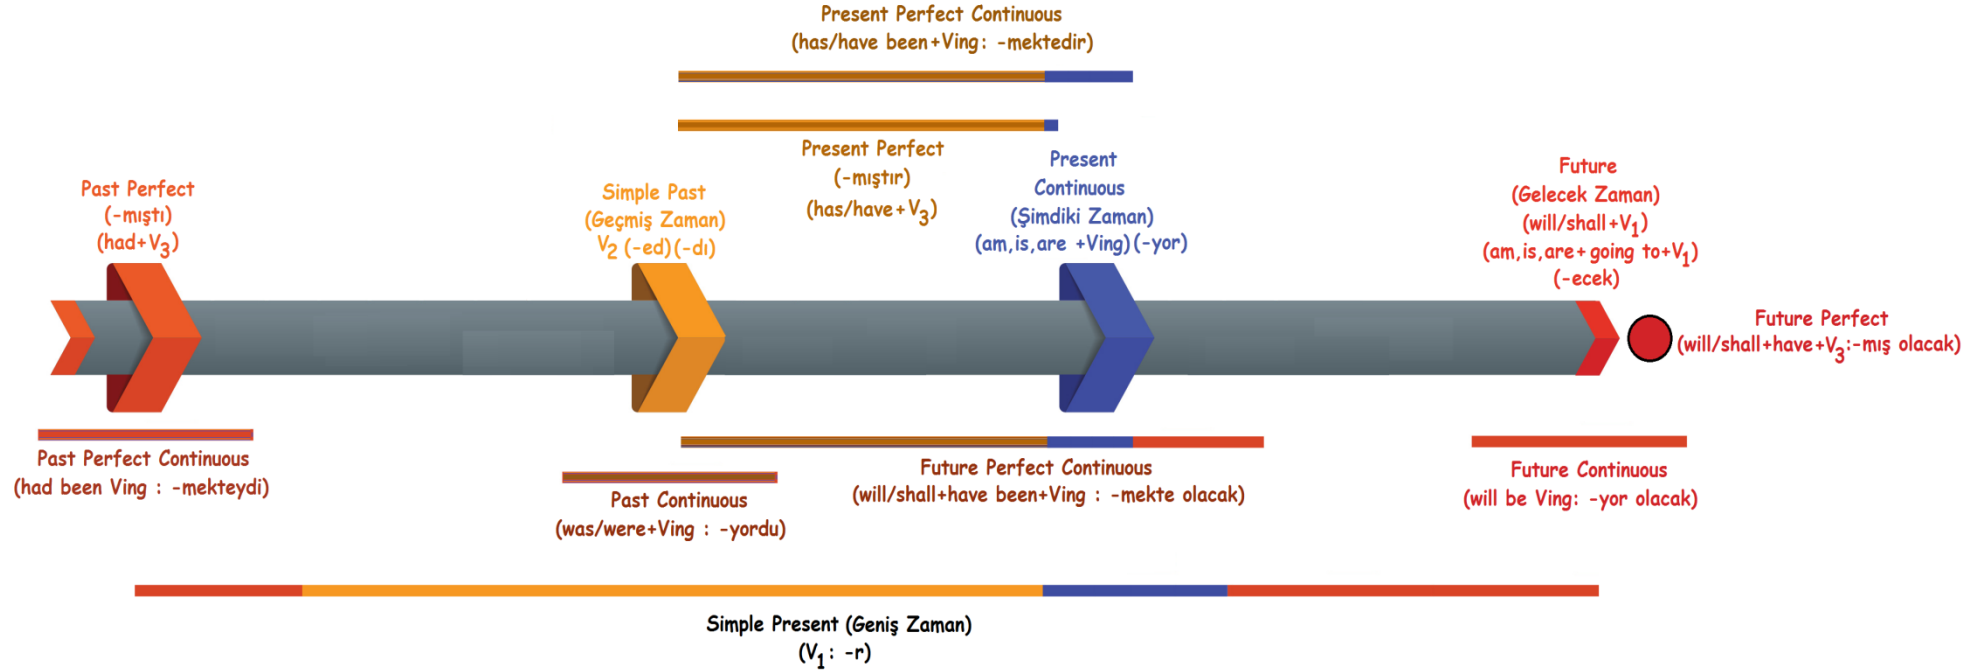 Present Perfect Continuous
(has/have been+Ving: -mektedir)
Present Perfect
(-mıştır)
(has/have+V3)
Present
Continuous
(Şimdiki Zaman)
(am,is,are +Ving)(-yor)
Past Perfect
(-mıştı)
(had+V3)
Simple Past
(Geçmiş Zaman)
V2 (-ed)(-dı)
Future
(Gelecek Zaman)
(will/shall+V1)
(am,is,are+going to+V1)
(-ecek)
Future Perfect
(will/shall+have+V3:-mış olacak)
Past Perfect Continuous
(had been Ving : -mekteydi)
Past Continuous
(was/were+Ving : -yordu)
Future Perfect Continuous
(will/shall+have been+Ving : -mekte olacak)
Future Continuous
(will be Ving: -yor olacak)
Simple Present (Geniş Zaman)
(V1: -r)